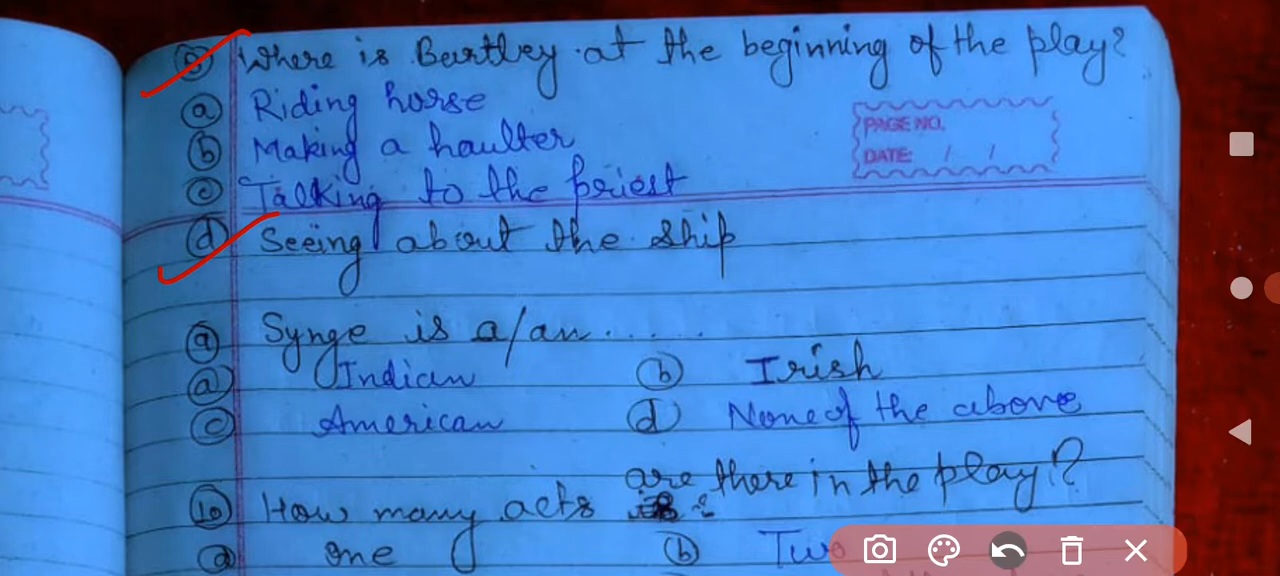 ⑧ Where is Bartley at the beginning of the play?
ⓐ Riding horse
PAGE NO.
ⓑ Making a haulter
DATE: / /
ⓒ Talking to the priest
ⓓ Seeing about the ship
⑨ Synge is a/an.....
ⓐ Indian ⓑ Irish
ⓒ American ⓓ None of the above
are there in the play?
⑩ How many acts
ⓐ One ⓑ Two